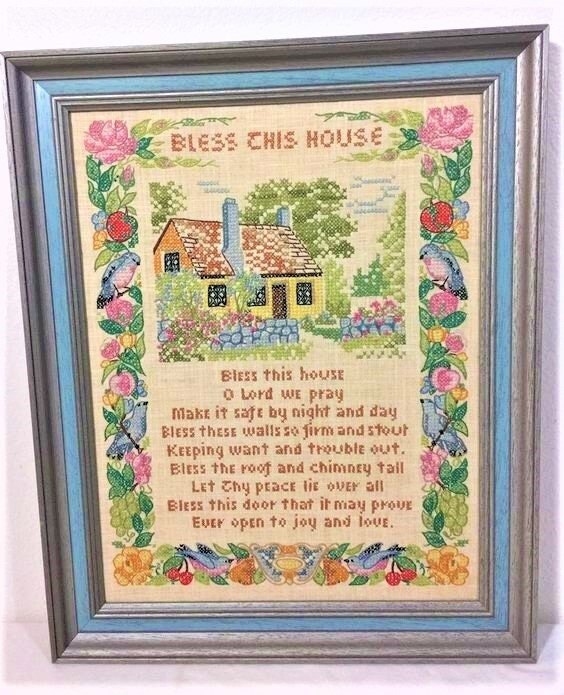 BLESS THIS HOUSE
Bless this house
O Lord we pray
Make it safe by night and day
Bless these walls so firm and stout
Keeping want and trouble out.
Bless the roof and chimney tall
Let Thy peace lie over all
Bless this door that it may prove
Ever open to joy and love.